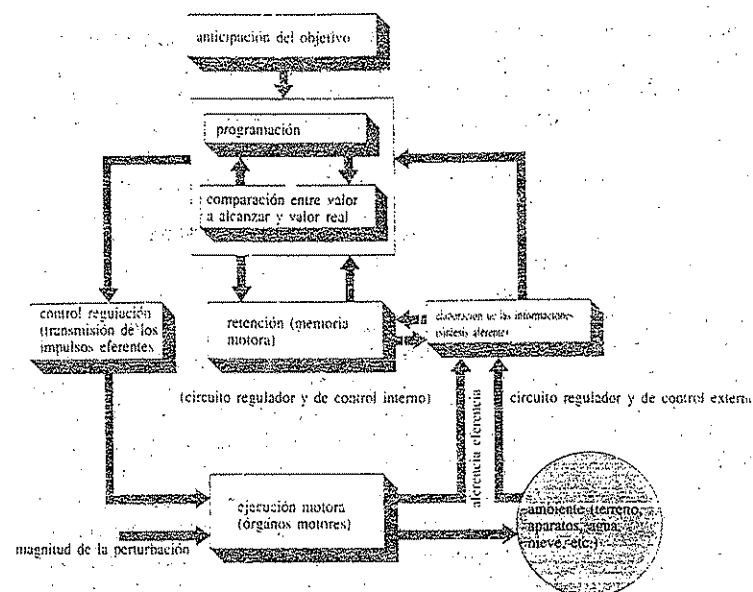 anticipación del objetivo
programación
comparación entre valor
a alcanzar y valor real
control regulación
(transmisión de los
impulsos eferentes
retención (memoria
motora)
elaboración de las informaciones
(síntesis aferente)
(circuito regulador y de control interno)
circuito regulador y de control extern
aferencia eferencia
ejecución motora
(órganos motores)
ambiente (terreno,
aparatos, agua,
nieve, etc.)
magnitud de la perturbación